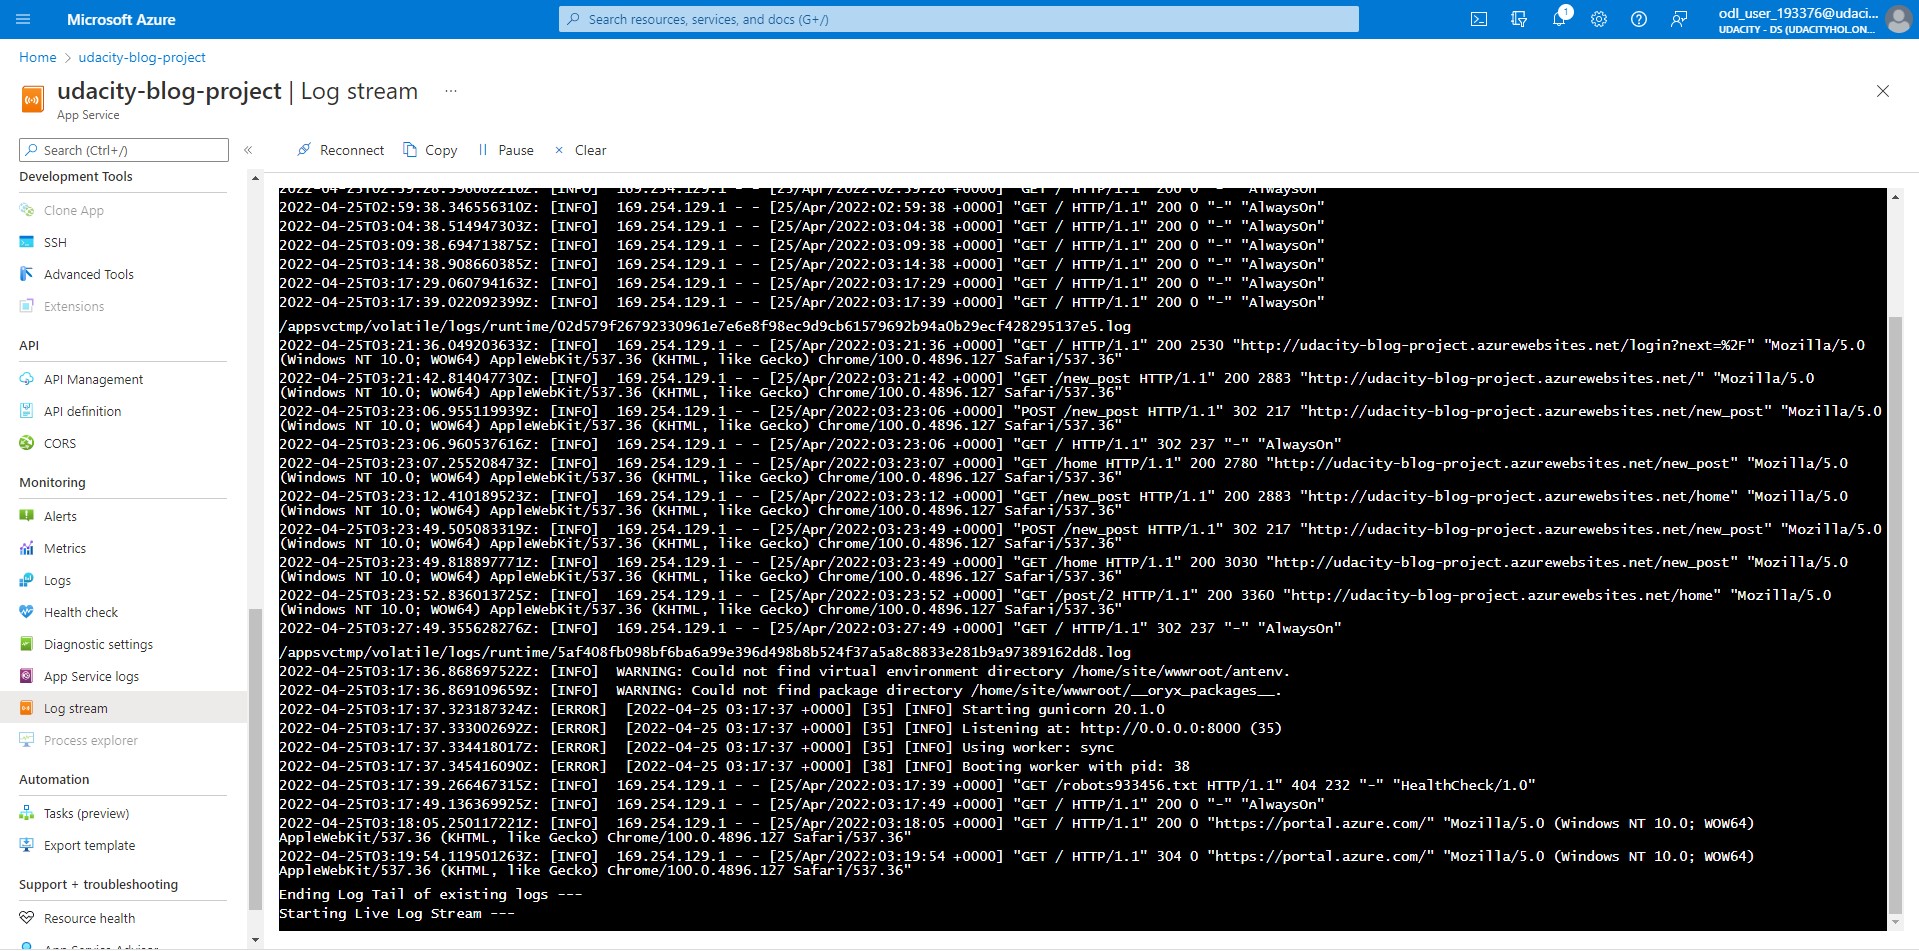 Microsoft Azure
Search resources, services, and docs (G+/)
1
odl_user_193376@udaci...
UDACITY - DS (UDACITYHOL.ON...
Home > udacity-blog-project
udacity-blog-project | Log stream ...
App Service
Search (Ctrl+/)
«
Reconnect Copy Pause Clear
Development Tools
Clone App
SSH
Advanced Tools
Extensions
API
API Management
API definition
CORS
Monitoring
Alerts
Metrics
Logs
Health check
Diagnostic settings
App Service logs
Log stream
Process explorer
Automation
Tasks (preview)
Export template
Support + troubleshooting
Resource health
App Service Advisor
2022-04-25T02:59:28.396082216Z: [INFO]  169.254.129.1 - - [25/Apr/2022:02:59:28 +0000] "GET / HTTP/1.1" 200 0 "-" "AlwaysOn"
2022-04-25T02:59:38.346556310Z: [INFO]  169.254.129.1 - - [25/Apr/2022:02:59:38 +0000] "GET / HTTP/1.1" 200 0 "-" "AlwaysOn"
2022-04-25T03:04:38.514947303Z: [INFO]  169.254.129.1 - - [25/Apr/2022:03:04:38 +0000] "GET / HTTP/1.1" 200 0 "-" "AlwaysOn"
2022-04-25T03:09:38.694713875Z: [INFO]  169.254.129.1 - - [25/Apr/2022:03:09:38 +0000] "GET / HTTP/1.1" 200 0 "-" "AlwaysOn"
2022-04-25T03:14:38.908660385Z: [INFO]  169.254.129.1 - - [25/Apr/2022:03:14:38 +0000] "GET / HTTP/1.1" 200 0 "-" "AlwaysOn"
2022-04-25T03:17:29.060794163Z: [INFO]  169.254.129.1 - - [25/Apr/2022:03:17:29 +0000] "GET / HTTP/1.1" 200 0 "-" "AlwaysOn"
2022-04-25T03:17:39.022092399Z: [INFO]  169.254.129.1 - - [25/Apr/2022:03:17:39 +0000] "GET / HTTP/1.1" 200 0 "-" "AlwaysOn"
/appsvctmp/volatile/logs/runtime/02d579f26792330961e7e6e8f98ec9d9cb61579692b94a0b29ecf428295137e5.log
2022-04-25T03:21:36.049203633Z: [INFO]  169.254.129.1 - - [25/Apr/2022:03:21:36 +0000] "GET / HTTP/1.1" 200 2530 "http://udacity-blog-project.azurewebsites.net/login?next=%2F" "Mozilla/5.0
(Windows NT 10.0; WOW64) AppleWebKit/537.36 (KHTML, like Gecko) Chrome/100.0.4896.127 Safari/537.36"
2022-04-25T03:21:42.814047730Z: [INFO]  169.254.129.1 - - [25/Apr/2022:03:21:42 +0000] "GET /new_post HTTP/1.1" 200 2883 "http://udacity-blog-project.azurewebsites.net/" "Mozilla/5.0
(Windows NT 10.0; WOW64) AppleWebKit/537.36 (KHTML, like Gecko) Chrome/100.0.4896.127 Safari/537.36"
2022-04-25T03:23:06.955119939Z: [INFO]  169.254.129.1 - - [25/Apr/2022:03:23:06 +0000] "POST /new_post HTTP/1.1" 302 217 "http://udacity-blog-project.azurewebsites.net/new_post" "Mozilla/5.0
(Windows NT 10.0; WOW64) AppleWebKit/537.36 (KHTML, like Gecko) Chrome/100.0.4896.127 Safari/537.36"
2022-04-25T03:23:06.960537616Z: [INFO]  169.254.129.1 - - [25/Apr/2022:03:23:06 +0000] "GET / HTTP/1.1" 302 237 "-" "AlwaysOn"
2022-04-25T03:23:07.255208473Z: [INFO]  169.254.129.1 - - [25/Apr/2022:03:23:07 +0000] "GET /home HTTP/1.1" 200 2780 "http://udacity-blog-project.azurewebsites.net/new_post" "Mozilla/5.0
(Windows NT 10.0; WOW64) AppleWebKit/537.36 (KHTML, like Gecko) Chrome/100.0.4896.127 Safari/537.36"
2022-04-25T03:23:12.410189523Z: [INFO]  169.254.129.1 - - [25/Apr/2022:03:23:12 +0000] "GET /new_post HTTP/1.1" 200 2883 "http://udacity-blog-project.azurewebsites.net/home" "Mozilla/5.0
(Windows NT 10.0; WOW64) AppleWebKit/537.36 (KHTML, like Gecko) Chrome/100.0.4896.127 Safari/537.36"
2022-04-25T03:23:49.505083319Z: [INFO]  169.254.129.1 - - [25/Apr/2022:03:23:49 +0000] "POST /new_post HTTP/1.1" 302 217 "http://udacity-blog-project.azurewebsites.net/new_post" "Mozilla/5.0
(Windows NT 10.0; WOW64) AppleWebKit/537.36 (KHTML, like Gecko) Chrome/100.0.4896.127 Safari/537.36"
2022-04-25T03:23:49.818897771Z: [INFO]  169.254.129.1 - - [25/Apr/2022:03:23:49 +0000] "GET /home HTTP/1.1" 200 3030 "http://udacity-blog-project.azurewebsites.net/new_post" "Mozilla/5.0
(Windows NT 10.0; WOW64) AppleWebKit/537.36 (KHTML, like Gecko) Chrome/100.0.4896.127 Safari/537.36"
2022-04-25T03:23:52.836013725Z: [INFO]  169.254.129.1 - - [25/Apr/2022:03:23:52 +0000] "GET /post/2 HTTP/1.1" 200 3360 "http://udacity-blog-project.azurewebsites.net/home" "Mozilla/5.0
(Windows NT 10.0; WOW64) AppleWebKit/537.36 (KHTML, like Gecko) Chrome/100.0.4896.127 Safari/537.36"
2022-04-25T03:27:49.355628276Z: [INFO]  169.254.129.1 - - [25/Apr/2022:03:27:49 +0000] "GET / HTTP/1.1" 302 237 "-" "AlwaysOn"
/appsvctmp/volatile/logs/runtime/5af408fb098bf6ba6a99e396d498b8b524f37a5a8c8833e281b9a97389162dd8.log
2022-04-25T03:17:36.868697522Z: [INFO]  WARNING: Could not find virtual environment directory /home/site/wwwroot/antenv.
2022-04-25T03:17:36.869109659Z: [INFO]  WARNING: Could not find package directory /home/site/wwwroot/__oryx_packages__.
2022-04-25T03:17:37.323187324Z: [ERROR]  [2022-04-25 03:17:37 +0000] [35] [INFO] Starting gunicorn 20.1.0
2022-04-25T03:17:37.333002692Z: [ERROR]  [2022-04-25 03:17:37 +0000] [35] [INFO] Listening at: http://0.0.0.0:8000 (35)
2022-04-25T03:17:37.334418017Z: [ERROR]  [2022-04-25 03:17:37 +0000] [35] [INFO] Using worker: sync
2022-04-25T03:17:37.345416090Z: [ERROR]  [2022-04-25 03:17:37 +0000] [38] [INFO] Booting worker with pid: 38
2022-04-25T03:17:39.266467315Z: [INFO]  169.254.129.1 - - [25/Apr/2022:03:17:39 +0000] "GET /robots933456.txt HTTP/1.1" 404 232 "-" "HealthCheck/1.0"
2022-04-25T03:17:49.136369925Z: [INFO]  169.254.129.1 - - [25/Apr/2022:03:17:49 +0000] "GET / HTTP/1.1" 200 0 "-" "AlwaysOn"
2022-04-25T03:18:05.250117221Z: [INFO]  169.254.129.1 - - [25/Apr/2022:03:18:05 +0000] "GET / HTTP/1.1" 200 0 "https://portal.azure.com/" "Mozilla/5.0 (Windows NT 10.0; WOW64)
AppleWebKit/537.36 (KHTML, like Gecko) Chrome/100.0.4896.127 Safari/537.36"
2022-04-25T03:19:54.119501263Z: [INFO]  169.254.129.1 - - [25/Apr/2022:03:19:54 +0000] "GET / HTTP/1.1" 304 0 "https://portal.azure.com/" "Mozilla/5.0 (Windows NT 10.0; WOW64)
AppleWebKit/537.36 (KHTML, like Gecko) Chrome/100.0.4896.127 Safari/537.36"
Ending Log Tail of existing logs ---
Starting Live Log Stream ---